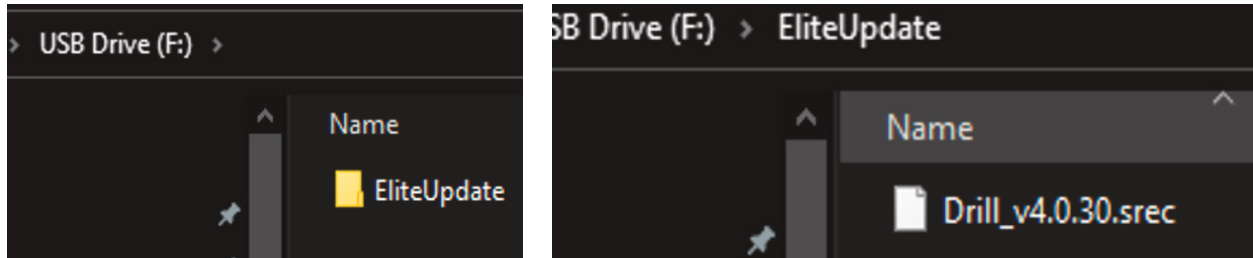 > USB Drive (F:) >
Name
EliteUpdate
SB Drive (F:) > EliteUpdate
Name
Drill_v4.0.30.srec